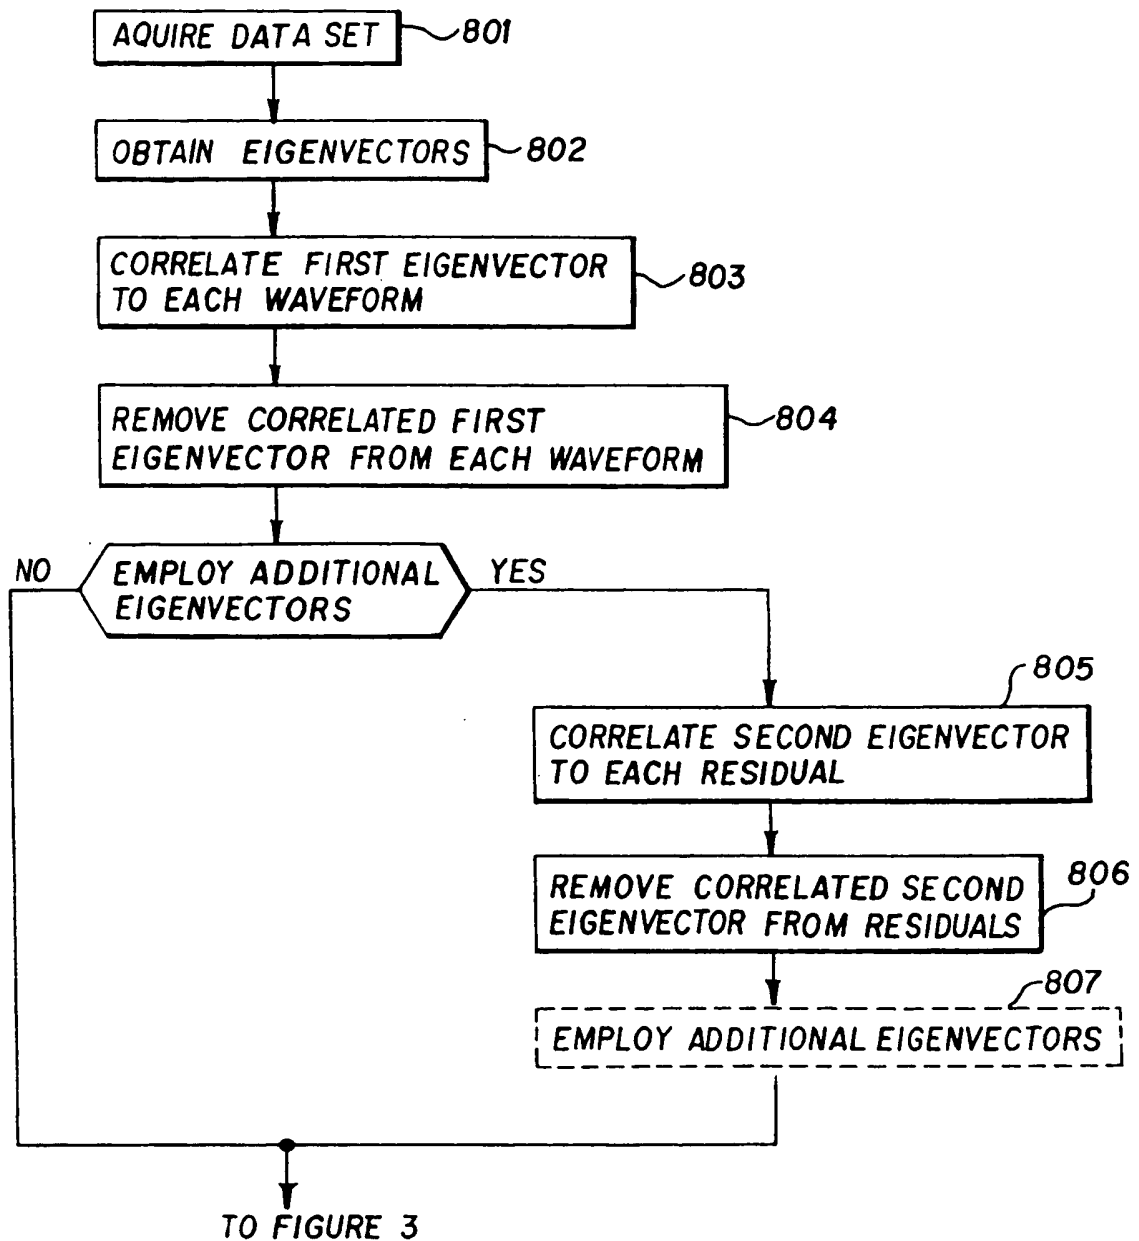 AQUIRE DATA SET
801
OBTAIN EIGENVECTORS
802
CORRELATE FIRST EIGENVECTOR
TO EACH WAVEFORM
803
REMOVE CORRELATED FIRST
EIGENVECTOR FROM EACH WAVEFORM
804
NO
EMPLOY ADDITIONAL
EIGENVECTORS
YES
805
CORRELATE SECOND EIGENVECTOR
TO EACH RESIDUAL
806
REMOVE CORRELATED SECOND
EIGENVECTOR FROM RESIDUALS
807
EMPLOY ADDITIONAL EIGENVECTORS
TO FIGURE 3